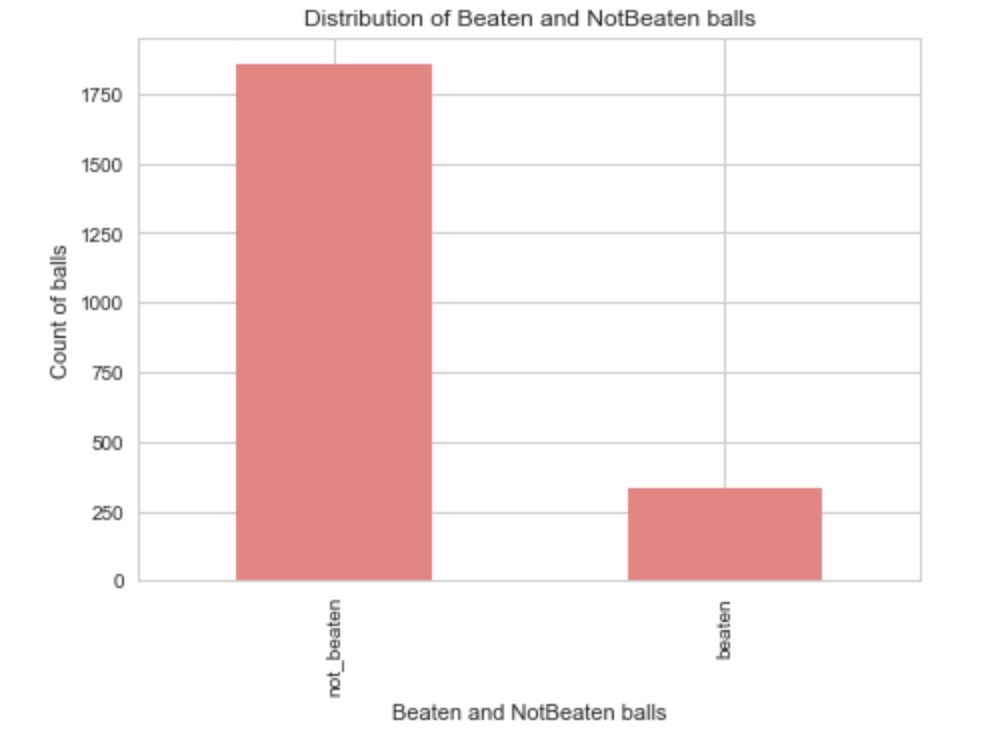 Distribution of Beaten and NotBeaten balls
Count of balls
1750
1500
1250
1000
750
500
250
0
not_beaten
beaten
Beaten and NotBeaten balls